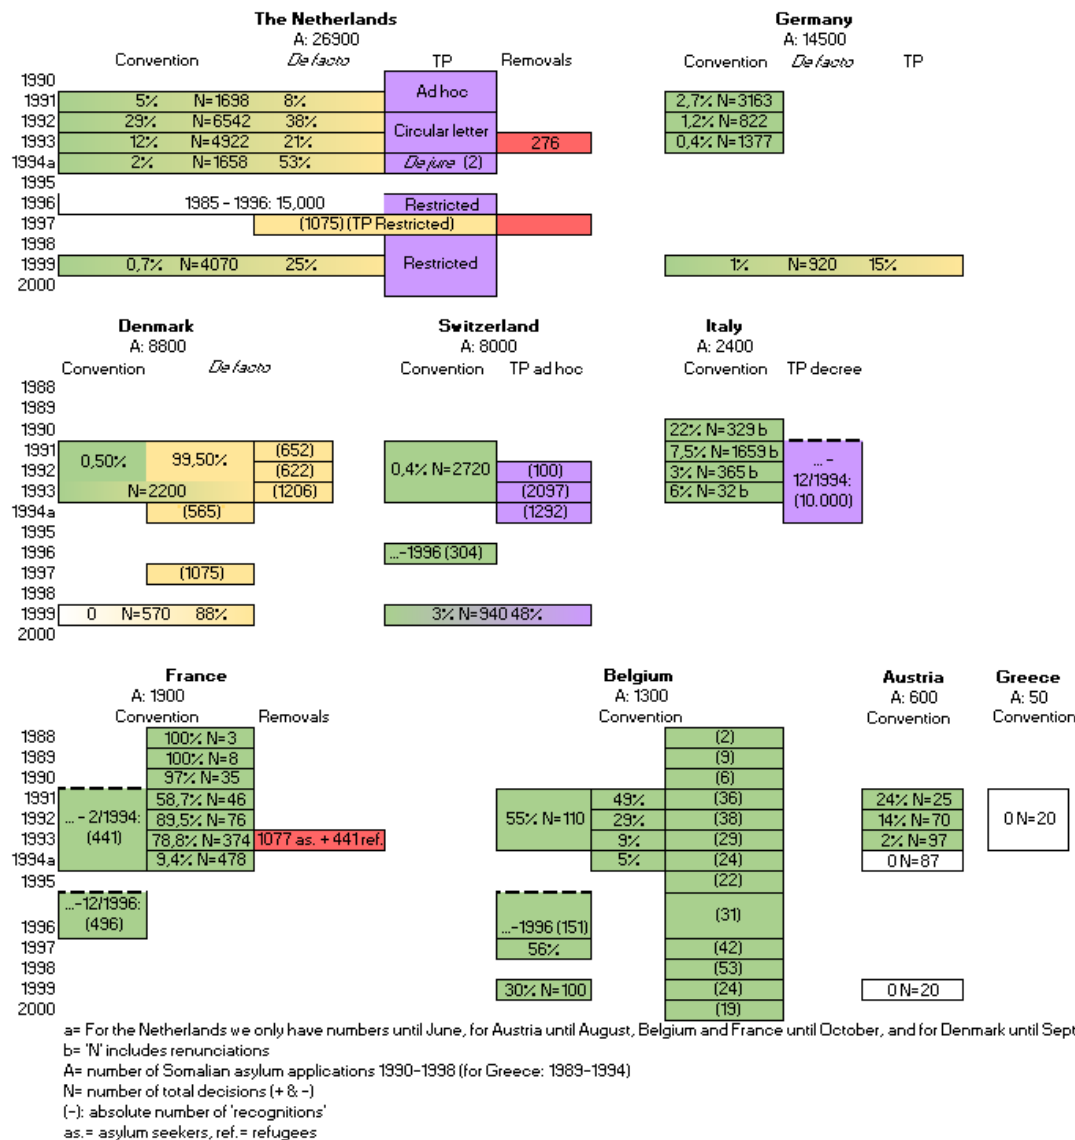 The Netherlands Germany
A: 26900 A: 14500
Convention De facto TP Removals Convention De facto TP
1990 Ad hoc
1991 5% N=1698 8% 2,7% N=3163
1992 29% N=6542 38% Circular letter 1,2% N=822
1993 12% N=4922 21% 276 0,4% N=1377
1994a 2% N=1658 53% De jure (2)
1995
1996 1985 - 1996: 15,000 Restricted
1997 (1075) (TP Restricted)
1998
1999 0,7% N=4070 25% Restricted 1% N=920 15%
2000
Denmark Switzerland Italy
A: 8800 A: 8000 A: 2400
Convention De facto Convention TP ad hoc Convention TP decree
1988
1989
1990 22% N=329 b
1991 0,50% 99,50% (652) 0,4% N=2720 7,5% N=1659 b ...-
1992 (622) (100) 3% N=365 b 12/1994:
1993 N=2200 (1206) (2097) 6% N=32 b (10.000)
1994a (565) (1292)
1995
1996 ...-1996 (304)
1997 (1075)
1998
1999 0 N=570 88% 3% N=940 48%
2000
France Belgium Austria Greece
A: 1900 A: 1300 A: 600 A: 50
Convention Removals Convention Convention Convention
1988 100% N=3 (2)
1989 100% N=8 (9)
1990 97% N=35 (6)
1991 ... - 2/1994: 58,7% N=46 49% (36) 24% N=25
1992 (441) 89,5% N=76 55% N=110 29% (38) 14% N=70 0 N=20
1993 78,8% N=374 1077 as. + 441 ref. 9% (29) 2% N=97
1994a 9,4% N=478 5% (24) 0 N=87
1995 (22)
...-12/1996: (31)
1996 (496) ...-1996 (151)
1997 56% (42)
1998 (53)
1999 30% N=100 (24) 0 N=20
2000 (19)
a= For the Netherlands we only have numbers until June, for Austria until August, Belgium and France until October, and for Denmark until Sept
b= 'N' includes renunciations
A= number of Somalian asylum applications 1990-1998 (for Greece: 1989-1994)
N= number of total decisions (+ & -)
(-): absolute number of 'recognitions'
as.= asylum seekers, ref.= refugees